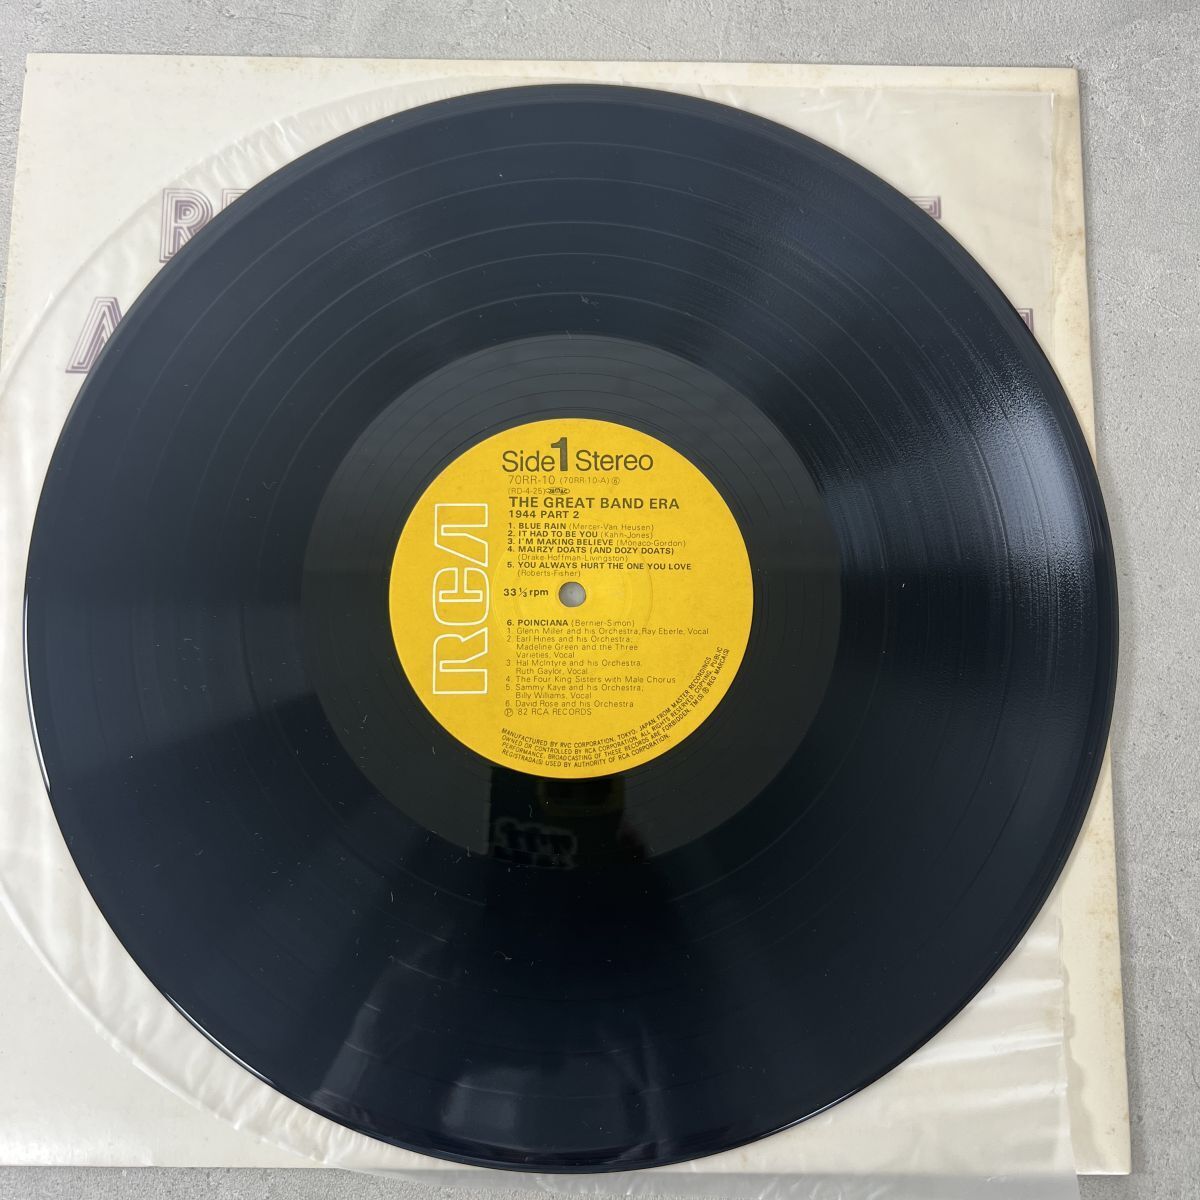 Side 1 Stereo
70RR-10 (70RR-10-A) ⑥
(RD-4-25)
THE GREAT BAND ERA
1944 PART 2
1. BLUE RAIN (Mercer-Van Heusen)
2. IT HAD TO BE YOU (Kahn-Jones)
3. I'M MAKING BELIEVE (Monaco-Gordon)
4. MAIRZY DOATS (AND DOZY DOATS)
(Drake-Hoffman-Livingston)
5. YOU ALWAYS HURT THE ONE YOU LOVE
(Roberts-Fisher)
33 ⅓ rpm
6. POINCIANA (Bernier-Simon)
1. Glenn Miller and his Orchestra; Ray Eberle, Vocal
2. Earl Hines and his Orchestra;
Madeline Green and the Three
Varieties, Vocal
3. Hal McIntyre and his Orchestra,
Ruth Gaylor, Vocal
4. The Four King Sisters with Male Chorus
5. Sammy Kaye and his Orchestra,
Billy Williams, Vocal
6. David Rose and his Orchestra
Ⓟ '82 RCA RECORDS
RCA
MANUFACTURED BY RVC CORPORATION, TOKYO, JAPAN, FROM MASTER RECORDINGS
OWNED OR CONTROLLED BY RCA CORPORATION. ALL RIGHTS RESERVED, COPYING, PUBLIC
PERFORMANCE, BROADCASTING OF THESE RECORDS ARE FORBIDDEN. TM(S) ® REG. MARCA(S)
REGISTRADA(S) USED BY AUTHORITY OF RCA CORPORATION.